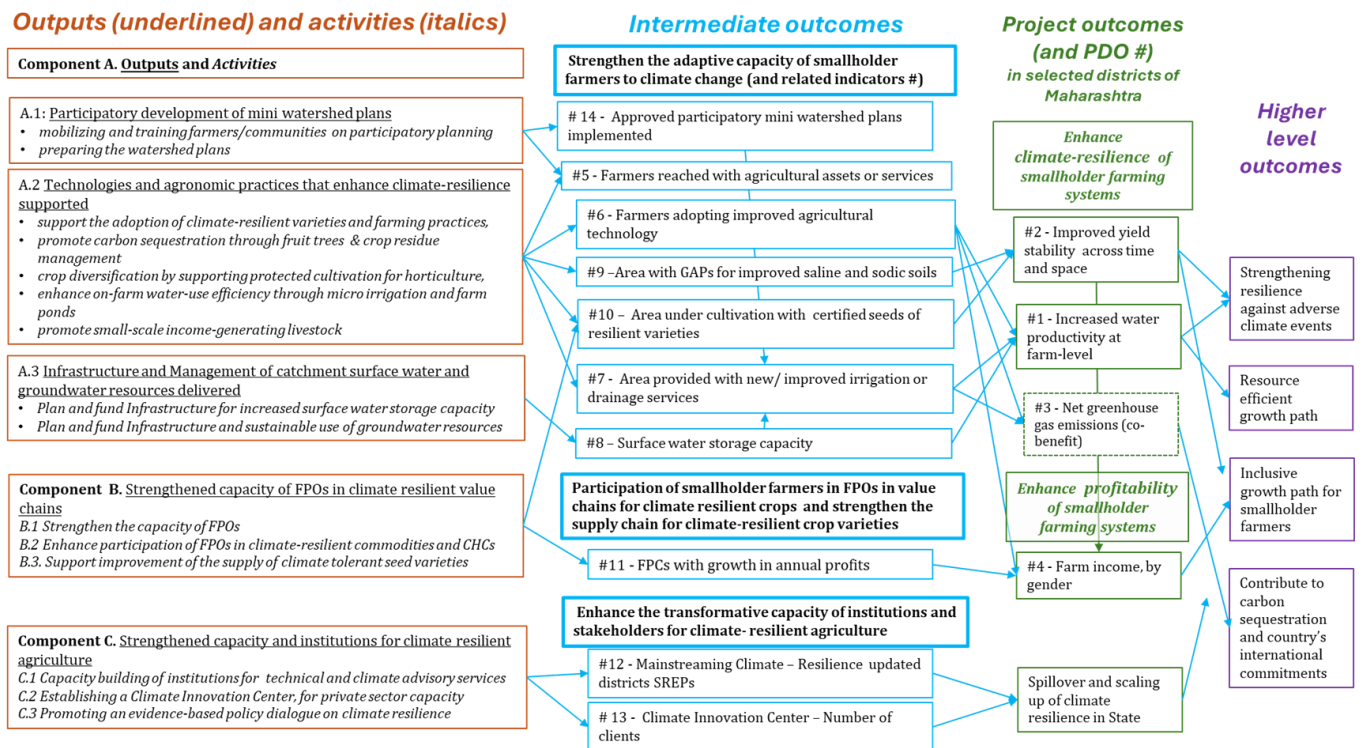 Outputs (underlined) and activities (italics)
Component A. Outputs and Activities
A.1: Participatory development of mini watershed plans
• mobilizing and training farmers/communities on participatory planning
• preparing the watershed plans
A.2 Technologies and agronomic practices that enhance climate-resilience
supported
• support the adoption of climate-resilient varieties and farming practices,
• promote carbon sequestration through fruit trees & crop residue
management
• crop diversification by supporting protected cultivation for horticulture,
• enhance on-farm water-use efficiency through micro irrigation and farm
ponds
• promote small-scale income-generating livestock
A.3 Infrastructure and Management of catchment surface water and
groundwater resources delivered
• Plan and fund Infrastructure for increased surface water storage capacity
• Plan and fund Infrastructure and sustainable use of groundwater resources
Component B. Strengthened capacity of FPOs in climate resilient value
chains
B.1 Strengthen the capacity of FPOs
B.2 Enhance participation of FPOs in climate-resilient commodities and CHCs
B.3. Support improvement of the supply of climate tolerant seed varieties
Component C. Strengthened capacity and institutions for climate resilient
agriculture
C.1 Capacity building of institutions for technical and climate advisory services
C.2 Establishing a Climate Innovation Center, for private sector capacity
C.3 Promoting an evidence-based policy dialogue on climate resilience
Intermediate outcomes
Strengthen the adaptive capacity of smallholder
farmers to climate change (and related indicators #)
# 14 - Approved participatory mini watershed plans
implemented
#5 - Farmers reached with agricultural assets or services
#6 - Farmers adopting improved agricultural
technology
#9 –Area with GAPs for improved saline and sodic soils
#10 – Area under cultivation with certified seeds of
resilient varieties
#7 - Area provided with new/ improved irrigation or
drainage services
#8 – Surface water storage capacity
Participation of smallholder farmers in FPOs in value
chains for climate resilient crops and strengthen the
supply chain for climate-resilient crop varieties
#11 - FPCs with growth in annual profits
Enhance the transformative capacity of institutions and
stakeholders for climate- resilient agriculture
#12 - Mainstreaming Climate – Resilience updated
districts SREPs
# 13 - Climate Innovation Center – Number of
clients
Project outcomes
(and PDO #)
in selected districts of
Maharashtra
Enhance
climate-resilience of
smallholder farming
systems
#2 - Improved yield
stability across time
and space
#1 - Increased water
productivity at
farm-level
#3 - Net greenhouse
gas emissions (co-
benefit)
Enhance profitability
of smallholder
farming systems
#4 - Farm income, by
gender
Spillover and scaling
up of climate
resilience in State
Higher
level
outcomes
Strengthening
resilience
against adverse
climate events
Resource
efficient
growth path
Inclusive
growth path for
smallholder
farmers
Contribute to
carbon
sequestration
and country's
international
commitments